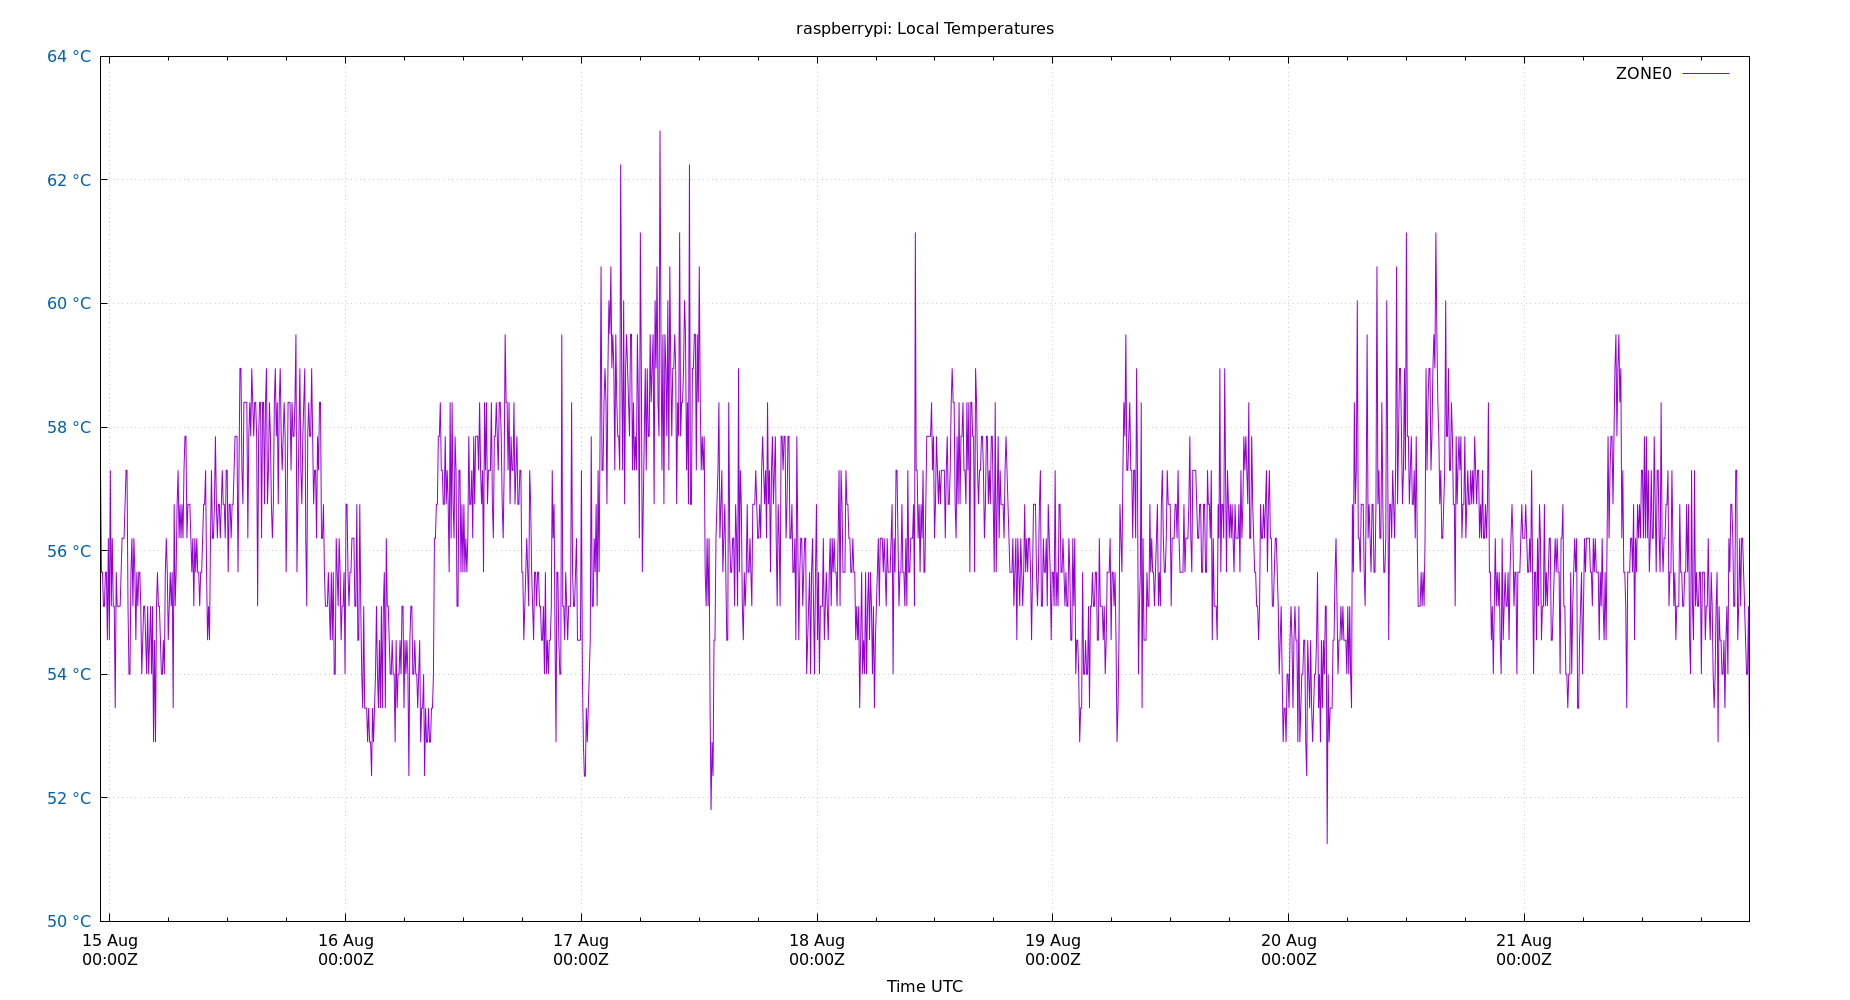 raspberrypi: Local Temperatures
64 °C
ZONE0
62 °C
60 °C
58 °C
56 °C
54 °C
52 °C
50 °C
15 Aug 16 Aug 17 Aug 18 Aug 19 Aug 20 Aug 21 Aug
00:00Z 00:00Z 00:00Z 00:00Z 00:00Z 00:00Z 00:00Z
Time UTC